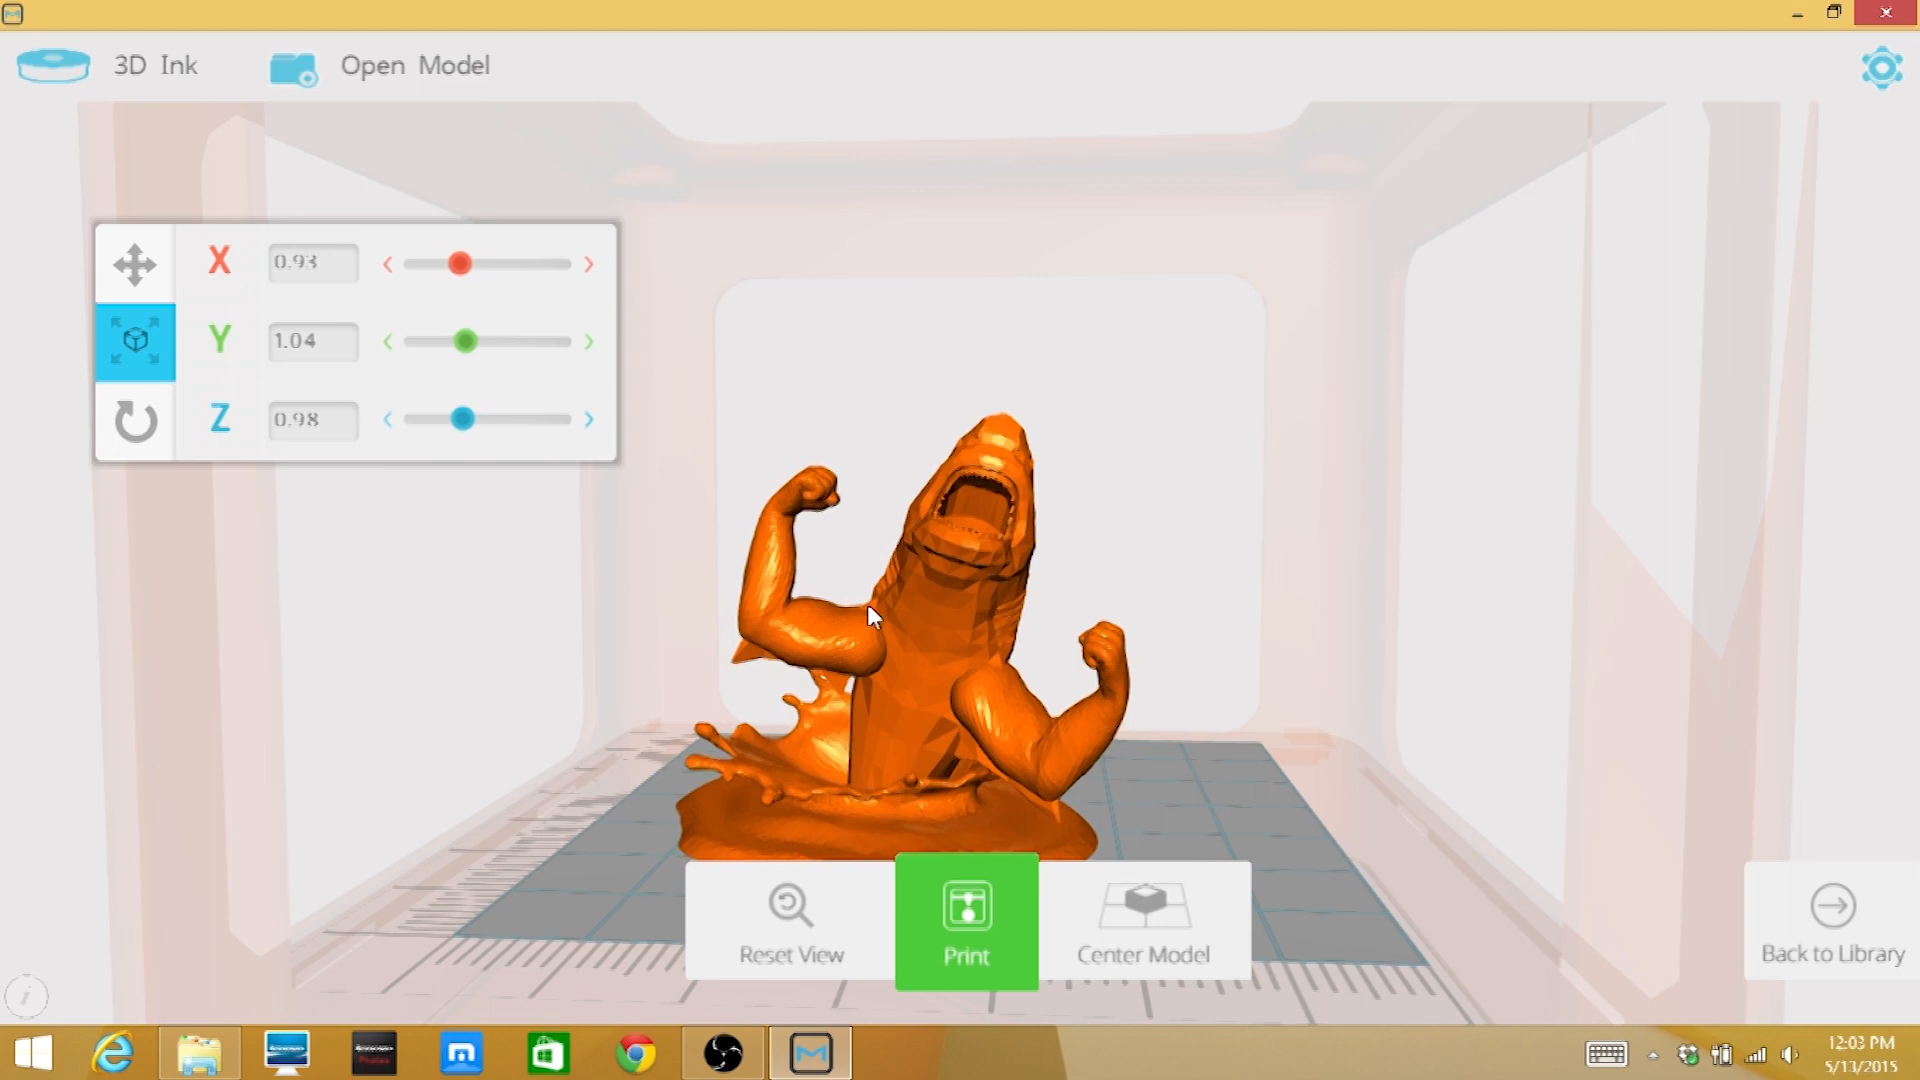 3D Ink
Open Model
X 0.93
Y 1.04
Z 0.98
Reset View
Print
Center Model
Back to Library
i
12:03 PM
5/13/2015